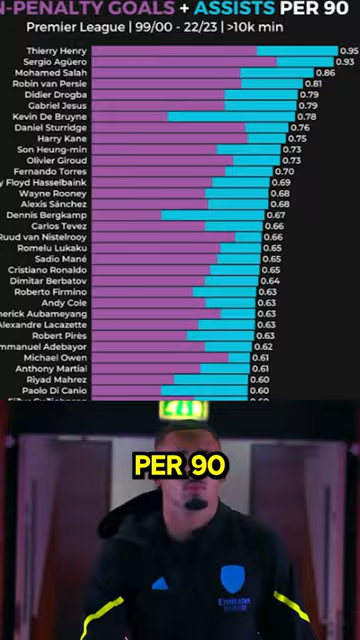 N-PENALTY GOALS + ASSISTS PER 90
Premier League | 99/00 - 22/23 | >10k min
Thierry Henry 0.95
Sergio Agüero 0.93
Mohamed Salah 0.86
Robin van Persie 0.81
Didier Drogba 0.79
Gabriel Jesus 0.79
Kevin De Bruyne 0.78
Daniel Sturridge 0.76
Harry Kane 0.75
Son Heung-min 0.73
Olivier Giroud 0.73
Fernando Torres 0.70
y Floyd Hasselbaink 0.69
Wayne Rooney 0.68
Alexis Sánchez 0.68
Dennis Bergkamp 0.67
Carlos Tevez 0.66
Ruud van Nistelrooy 0.66
Romelu Lukaku 0.65
Sadio Mané 0.65
Cristiano Ronaldo 0.65
Dimitar Berbatov 0.64
Roberto Firmino 0.63
Andy Cole 0.63
erick Aubameyang 0.63
Alexandre Lacazette 0.63
Robert Pirès 0.63
mmanuel Adebayor 0.62
Michael Owen 0.61
Anthony Martial 0.61
Riyad Mahrez 0.60
Paolo Di Canio 0.60
PER 90
Emirates